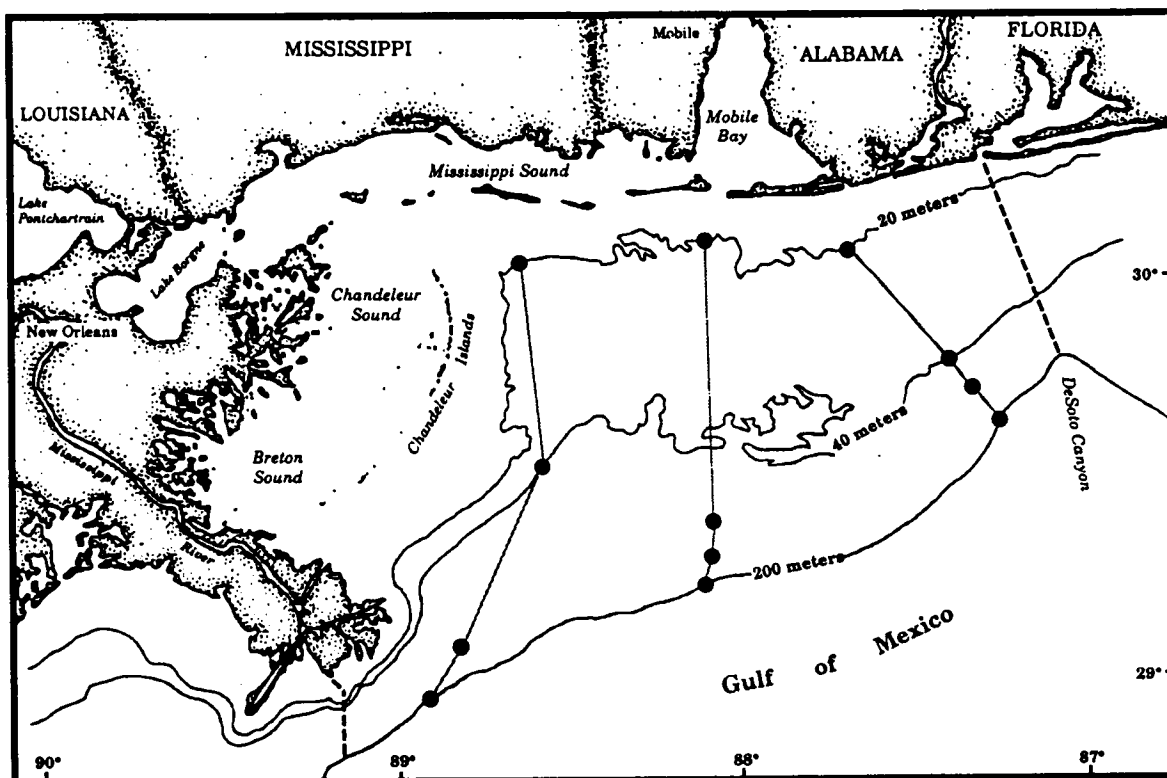 MISSISSIPPI
Mobile
ALABAMA
FLORIDA
LOUISIANA
Mobile
Bay
Mississippi Sound
Lake
Pontchartrain
20 meters
Lake Borgne
30°
Chandeleur
Sound
New Orleans
Chandeleur Islands
DeSoto Canyon
40 meters
Mississippi River
Breton
Sound
200 meters
Gulf of Mexico
29°
90°
89°
88°
87°